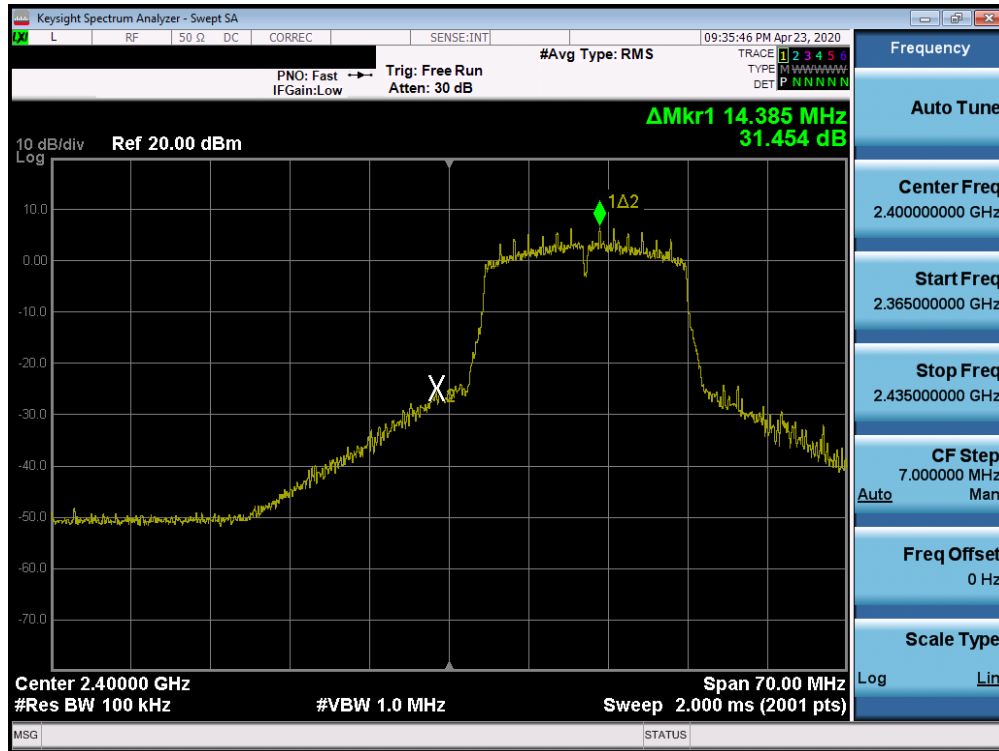 Keysight Spectrum Analyzer - Swept SA
LXI L RF 50 Ω DC CORREC SENSE:INT 09:35:46 PM Apr 23, 2020
#Avg Type: RMS
TRACE 1 2 3 4 5 6
TYPE M W W W W W
DET P N N N N N
PNO: Fast
IFGain:Low
Trig: Free Run
Atten: 30 dB
ΔMkr1 14.385 MHz
31.454 dB
10 dB/div Ref 20.00 dBm
Log
10.0
0.00
-10.0
-20.0
-30.0
-40.0
-50.0
-60.0
-70.0
1Δ2
X2
Center 2.40000 GHz
#Res BW 100 kHz
#VBW 1.0 MHz
Span 70.00 MHz
Sweep 2.000 ms (2001 pts)
MSG STATUS
Frequency
Auto Tune
Center Freq
2.400000000 GHz
Start Freq
2.365000000 GHz
Stop Freq
2.435000000 GHz
CF Step
7.000000 MHz
Auto Man
Freq Offset
0 Hz
Scale Type
Log Lin